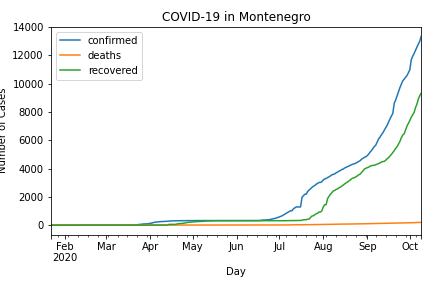 COVID-19 in Montenegro
confirmed
deaths
recovered
14000
12000
10000
8000
6000
4000
2000
0
Number of Cases
Feb Mar Apr May Jun Jul Aug Sep Oct
2020
Day